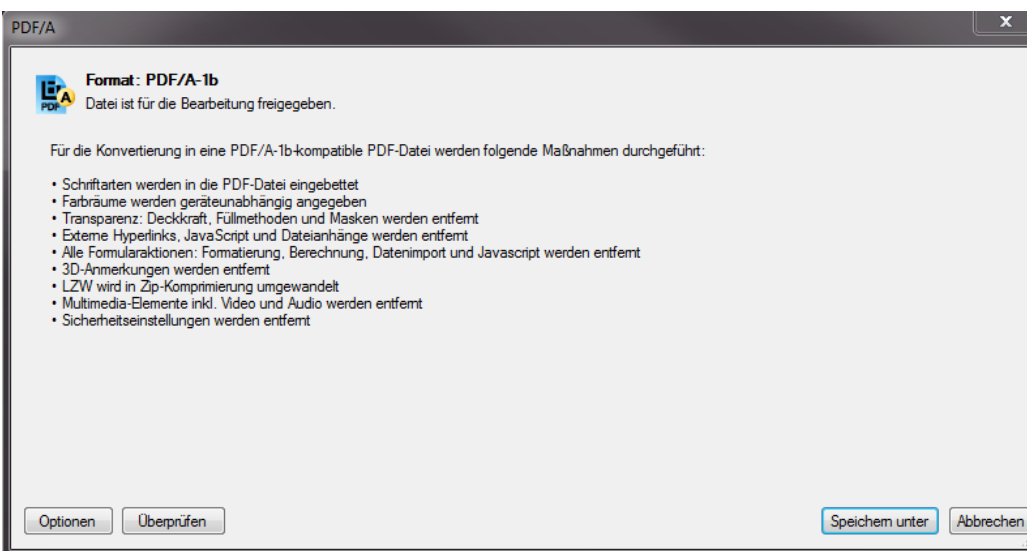 PDF/A
x
Format: PDF/A-1b
Datei ist für die Bearbeitung freigegeben.
PDF A
Für die Konvertierung in eine PDF/A-1b-kompatible PDF-Datei werden folgende Maßnahmen durchgeführt:
• Schriftarten werden in die PDF-Datei eingebettet
• Farbräume werden geräteunabhängig angegeben
• Transparenz: Deckkraft, Füllmethoden und Masken werden entfernt
• Externe Hyperlinks, JavaScript und Dateianhänge werden entfernt
• Alle Formularaktionen: Formatierung, Berechnung, Datenimport und Javascript werden entfernt
• 3D-Anmerkungen werden entfernt
• LZW wird in Zip-Komprimierung umgewandelt
• Multimedia-Elemente inkl. Video und Audio werden entfernt
• Sicherheitseinstellungen werden entfernt
Optionen Überprüfen Speichern unter Abbrechen